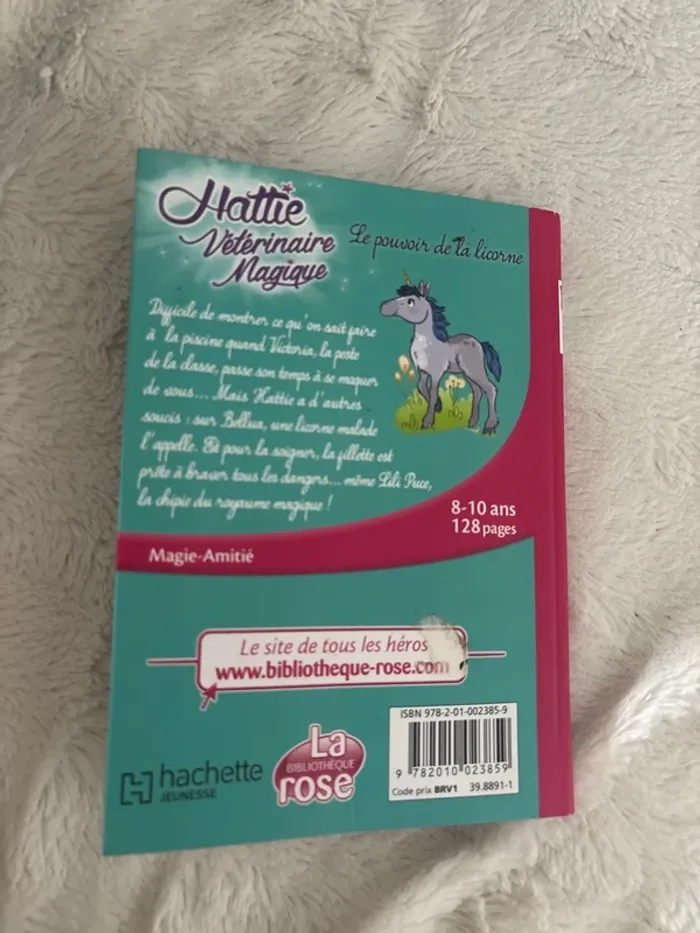 Hattie
Vétérinaire
Magique
Le pouvoir de la licorne
Difficile de montrer ce qu'on sait faire
à la piscine quand Victoria, la peste
de la classe, passe son temps à se moquer
de vous... Mais Hattie a d'autres
soucis : sur Bellua, une licorne malade
l'appelle. Et pour la soigner, la fillette est
prête à braver tous les dangers... même Lili Puce,
la chipie du royaume magique !
8-10 ans
128 pages
Magie-Amitié
Le site de tous les héros
www.bibliotheque-rose.com
ISBN 978-2-01-002385-9
9 782010 023859
Code prix BRV1 39.8891-1
hachette
JEUNESSE
La
BIBLIOTHÈQUE
rose